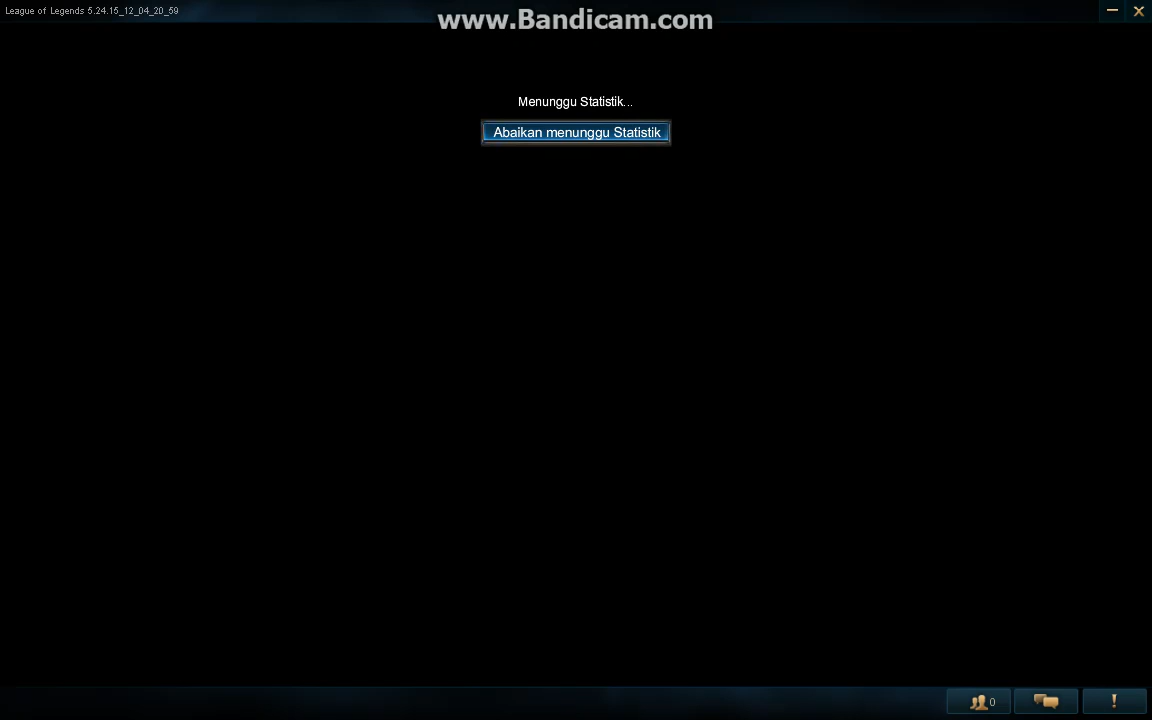 League of Legends 5.24.15_12_04_20_59
www.Bandicam.com
Menunggu Statistik...
Abaikan menunggu Statistik
0